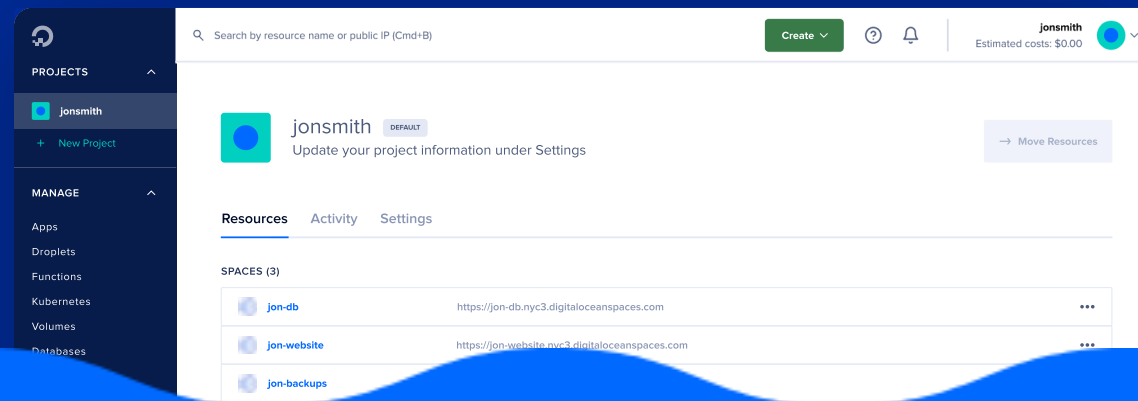 Search by resource name or public IP (Cmd+B)
Create
jonsmith
Estimated costs: $0.00
PROJECTS
jonsmith
+ New Project
MANAGE
Apps
Droplets
Functions
Kubernetes
Volumes
Databases
jonsmith DEFAULT
Update your project information under Settings
→ Move Resources
Resources Activity Settings
SPACES (3)
jon-db https://jon-db.nyc3.digitaloceanspaces.com
jon-website https://jon-website.nyc3.digitaloceanspaces.com
jon-backups